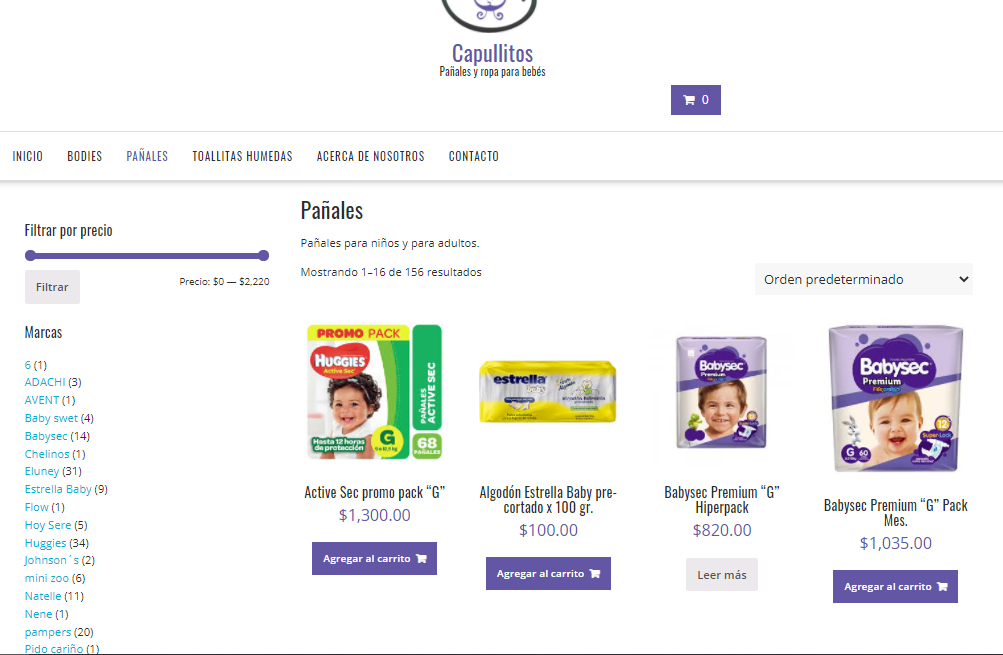 Capullitos
Pañales y ropa para bebés
0
INICIO BODIES PAÑALES TOALLITAS HUMEDAS ACERCA DE NOSOTROS CONTACTO
Filtrar por precio
Filtrar
Precio: $0 — $2,220
Marcas
6 (1)
ADACHI (3)
AVENT (1)
Baby swet (4)
Babysec (14)
Chelinos (1)
Eluney (31)
Estrella Baby (9)
Flow (1)
Hoy Sere (5)
Huggies (34)
Johnson`s (2)
mini zoo (6)
Natelle (11)
Nene (1)
pampers (20)
Pido cariño (1)
Pañales
Pañales para niños y para adultos.
Mostrando 1–16 de 156 resultados
Orden predeterminado
PROMO PACK
HUGGIES
Active Sec
PAÑALES
ACTIVE SEC
Hasta 12 horas
de protección
G
68
PAÑALES
Active Sec promo pack “G”
$1,300.00
Agregar al carrito
estrella
baby
Algodón Estrella Baby pre-
cortado x 100 gr.
$100.00
Agregar al carrito
Babysec
Premium
Babysec Premium “G”
Hiperpack
$820.00
Leer más
Babysec
Premium
12
Super-Lock
G
60
Babysec Premium “G” Pack
Mes.
$1,035.00
Agregar al carrito